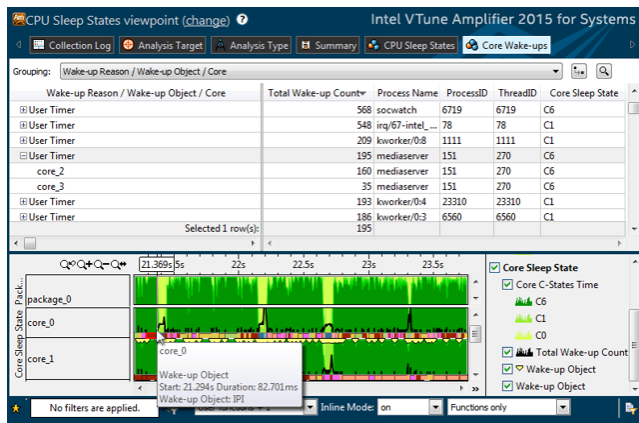 CPU Sleep States viewpoint (change) ? Intel VTune Amplifier 2015 for Systems
Collection Log Analysis Target Analysis Type Summary CPU Sleep States Core Wake-ups
Grouping: Wake-up Reason / Wake-up Object / Core
Wake-up Reason / Wake-up Object / Core Total Wake-up Count Process Name ProcessID ThreadID Core Sleep State
User Timer 568 socwatch 6719 6719 C6
User Timer 548 irq/67-intel_... 78 78 C1
User Timer 209 kworker/0:8 1111 1111 C1
User Timer 195 mediaserver 151 270 C6
core_2 160 mediaserver 151 270 C6
core_3 35 mediaserver 151 270 C6
User Timer 193 kworker/0:4 23310 23310 C1
User Timer 186 kworker/0:3 6560 6560 C1
Selected 1 row(s): 195
21.369s 5s 22s 22.5s 23s 23.5s
Pack...
package_0
Core Sleep State
core_0
core_1
core_0
Wake-up Object
Start: 21.294s Duration: 82.701ms
Wake-up Object: IPI
Core Sleep State
Core C-States Time
C6
C1
C0
Total Wake-up Count
Wake-up Object
Wake-up Object
No filters are applied. Inline Mode: on Functions only